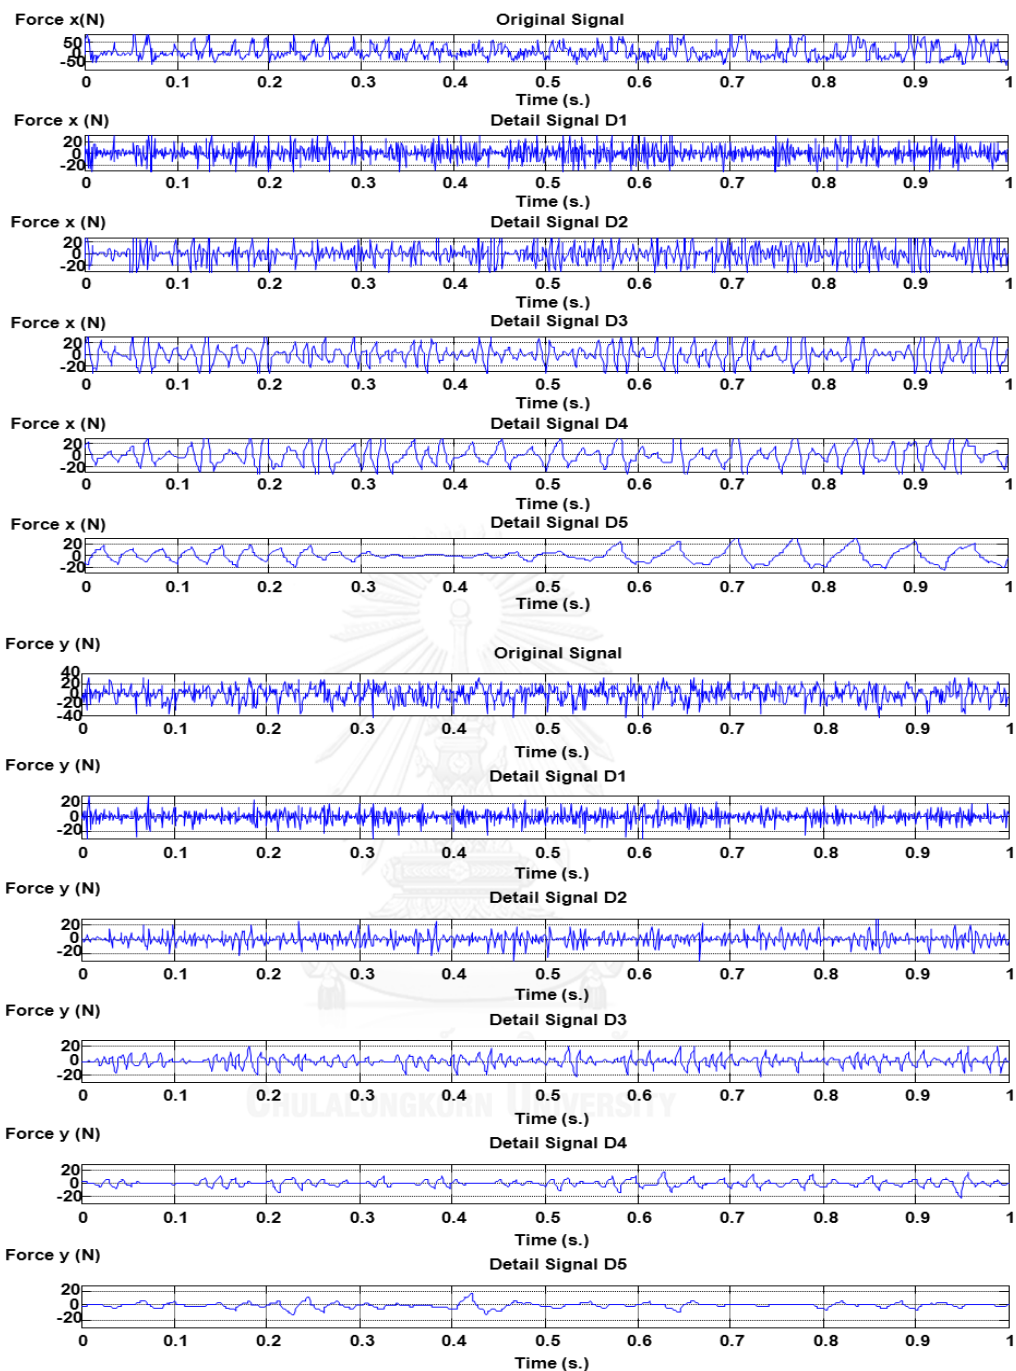 Force x(N) Original Signal
50
0
-50
0 0.1 0.2 0.3 0.4 0.5 0.6 0.7 0.8 0.9 1
Time (s.)
Force x (N) Detail Signal D1
20
0
-20
0 0.1 0.2 0.3 0.4 0.5 0.6 0.7 0.8 0.9 1
Time (s.)
Force x (N) Detail Signal D2
20
0
-20
0 0.1 0.2 0.3 0.4 0.5 0.6 0.7 0.8 0.9 1
Time (s.)
Force x (N) Detail Signal D3
20
0
-20
0 0.1 0.2 0.3 0.4 0.5 0.6 0.7 0.8 0.9 1
Time (s.)
Force x (N) Detail Signal D4
20
0
-20
0 0.1 0.2 0.3 0.4 0.5 0.6 0.7 0.8 0.9 1
Time (s.)
Force x (N) Detail Signal D5
20
0
-20
0 0.1 0.2 0.3 0.4 0.5 0.6 0.7 0.8 0.9 1
Time (s.)
Force y (N) Original Signal
40
20
0
-20
-40
0 0.1 0.2 0.3 0.4 0.5 0.6 0.7 0.8 0.9 1
Time (s.)
Force y (N) Detail Signal D1
20
0
-20
0 0.1 0.2 0.3 0.4 0.5 0.6 0.7 0.8 0.9 1
Time (s.)
Force y (N) Detail Signal D2
20
0
-20
0 0.1 0.2 0.3 0.4 0.5 0.6 0.7 0.8 0.9 1
Time (s.)
Force y (N) Detail Signal D3
20
0
-20
0 0.1 0.2 0.3 0.4 0.5 0.6 0.7 0.8 0.9 1
CHULALONGKORN UNIVERSITY
Time (s.)
Force y (N) Detail Signal D4
20
0
-20
0 0.1 0.2 0.3 0.4 0.5 0.6 0.7 0.8 0.9 1
Time (s.)
Force y (N) Detail Signal D5
20
0
-20
0 0.1 0.2 0.3 0.4 0.5 0.6 0.7 0.8 0.9 1
Time (s.)